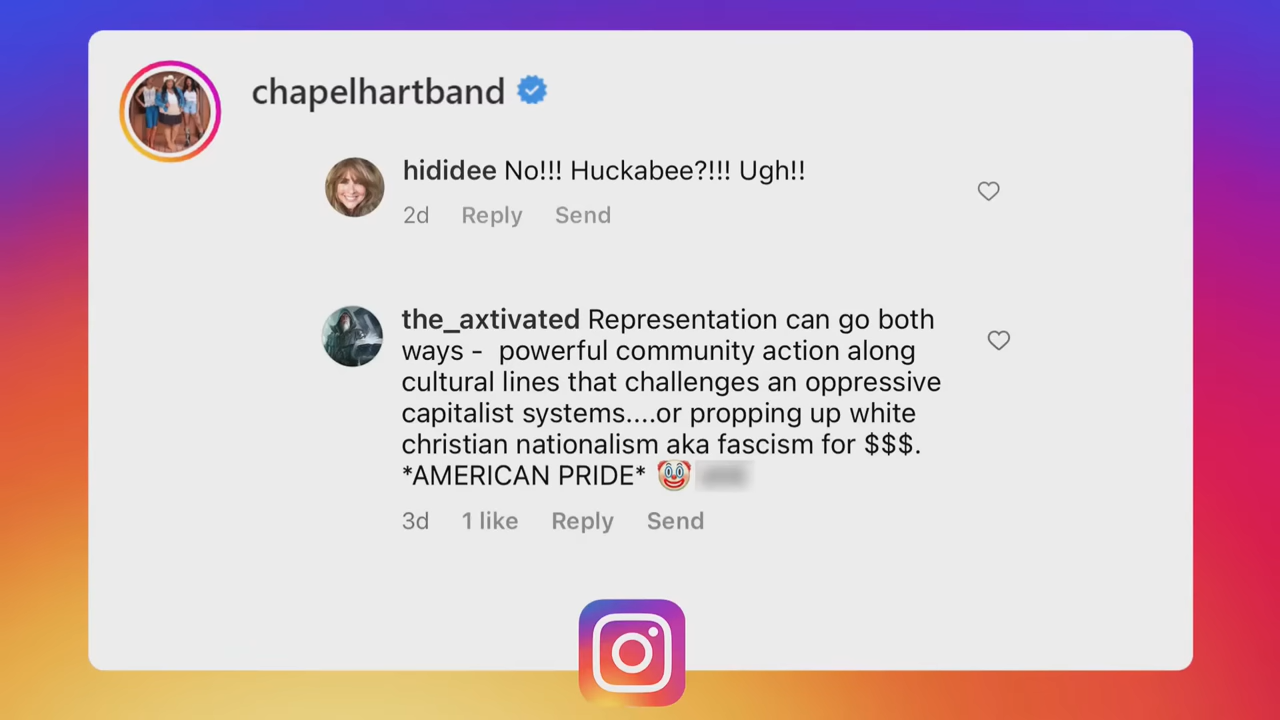 chapelhartband
hididee No!!! Huckabee?!!! Ugh!!
2d Reply Send
the_axtivated Representation can go both
ways - powerful community action along
cultural lines that challenges an oppressive
capitalist systems....or propping up white
christian nationalism aka fascism for $$$.
*AMERICAN PRIDE* 🤡
3d 1 like Reply Send